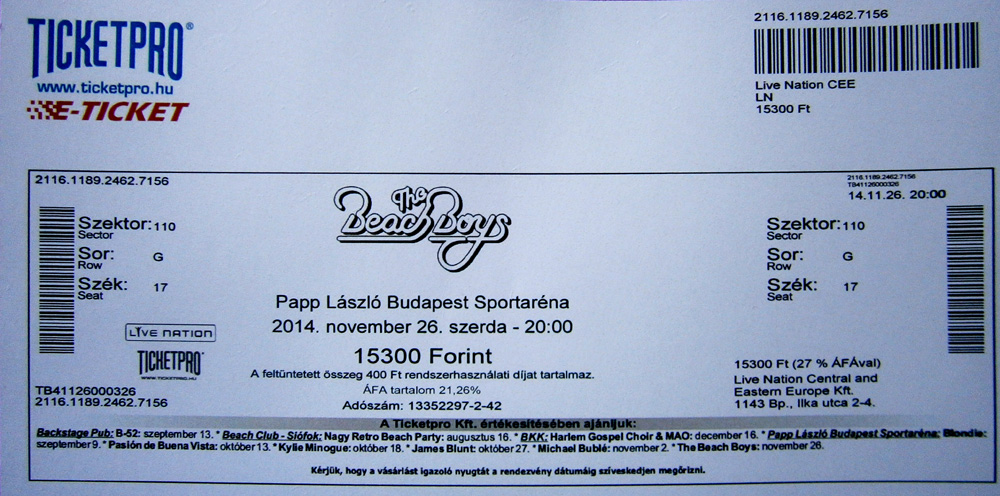 TICKETPRO®
www.ticketpro.hu
E-TICKET
2116.1189.2462.7156
Live Nation CEE
LN
15300 Ft
2116.1189.2462.7156
2116.1189.2462.7156
TB41126000326
14.11.26. 20:00
The
Beach Boys
Szektor: 110
Sector
Sor: G
Row
Szék: 17
Seat
Szektor: 110
Sector
Sor: G
Row
Szék: 17
Seat
Papp László Budapest Sportaréna
2014. november 26. szerda - 20:00
15300 Forint
A feltüntetett összeg 400 Ft rendszerhasználati díjat tartalmaz.
ÁFA tartalom 21,26%
Adószám: 13352297-2-42
LIVE NATION
TICKETPRO®
WWW.TICKETPRO.HU
TB41126000326
2116.1189.2462.7156
15300 Ft (27 % ÁFÁval)
Live Nation Central and
Eastern Europe Kft.
1143 Bp., Ilka utca 2-4.
A Ticketpro Kft. értékesítésében ajánljuk:
Backstage Pub: B-52: szeptember 13. * Beach Club - Siófok: Nagy Retro Beach Party: augusztus 16. * BKK: Harlem Gospel Choir & MAO: december 16. * Papp László Budapest Sportaréna: Blondie:
szeptember 9. * Pasión de Buena Vista: október 13. * Kylie Minogue: október 18. * James Blunt: október 27. * Michael Bublé: november 2. * The Beach Boys: november 26.
Kérjük, hogy a vásárlást igazoló nyugtát a rendezvény dátumáig szíveskedjen megőrizni.